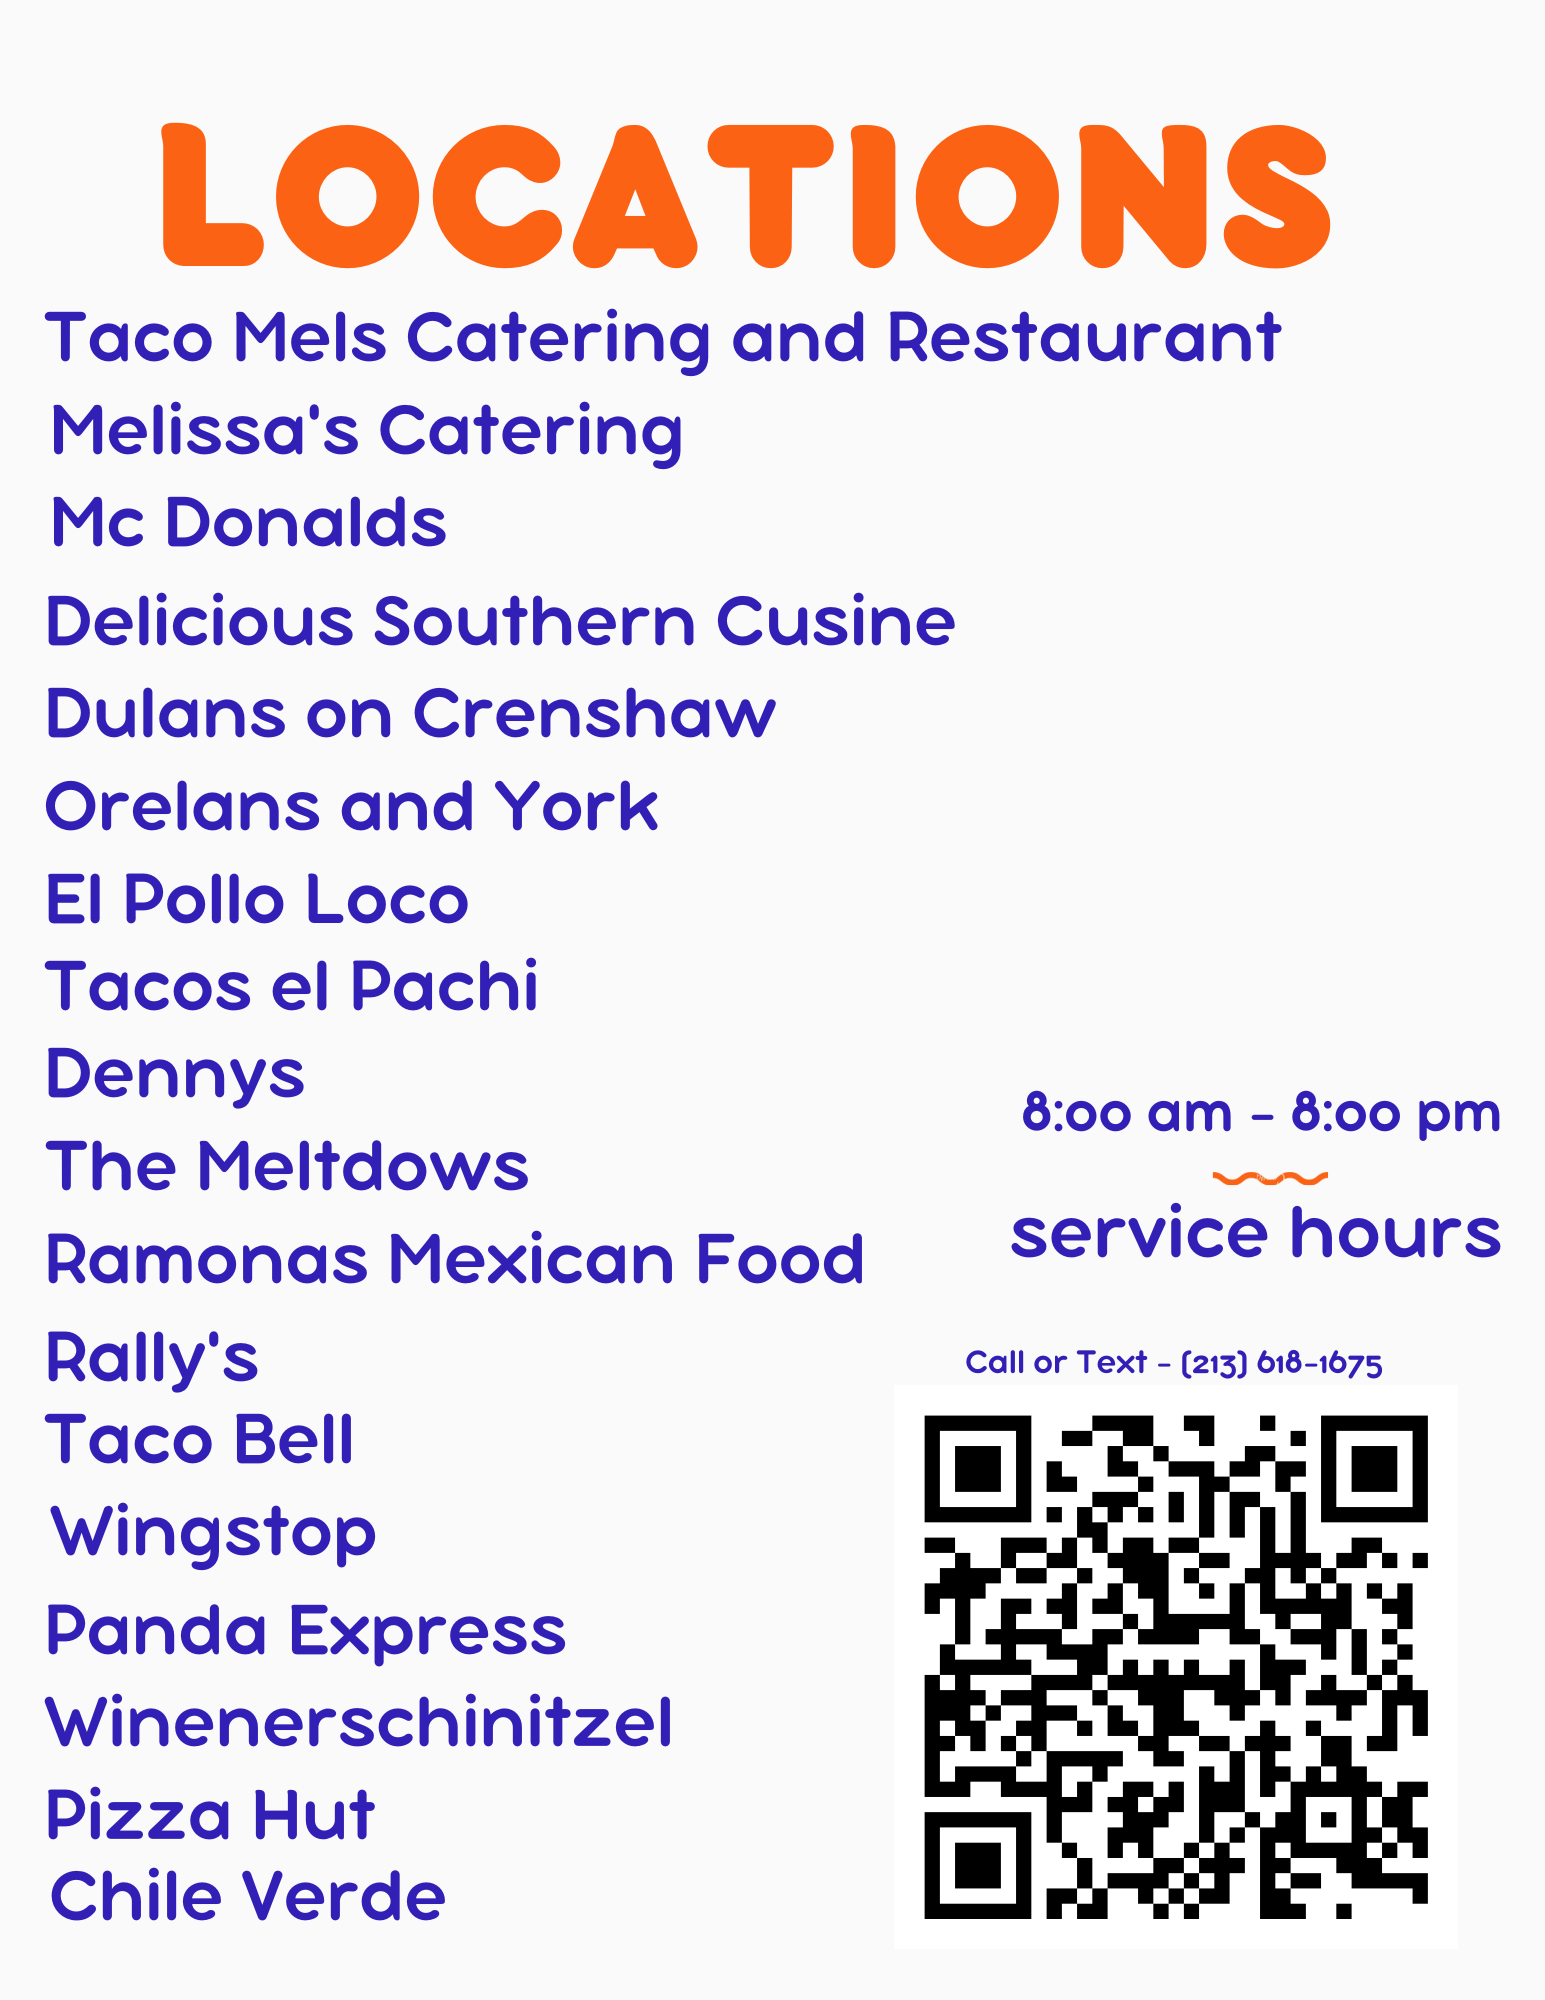 LOCATIONS
Taco Mels Catering and Restaurant
Melissa's Catering
Mc Donalds
Delicious Southern Cusine
Dulans on Crenshaw
Orelans and York
El Pollo Loco
Tacos el Pachi
Dennys
The Meltdows
Ramonas Mexican Food
Rally's
Taco Bell
Wingstop
Panda Express
Winenerschinitzel
Pizza Hut
Chile Verde
8:00 am - 8:00 pm
service hours
Call or Text - (213) 618-1675